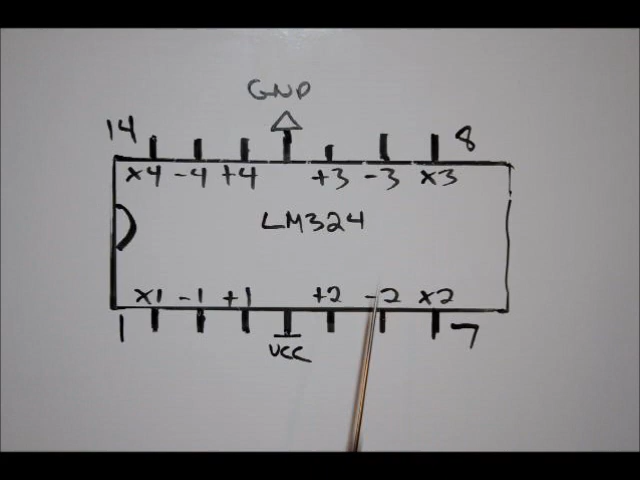 GND
14 8
x4 -4 +4 +3 -3 x3
LM324
x1 -1 +1 +2 -2 x2
1 7
VCC